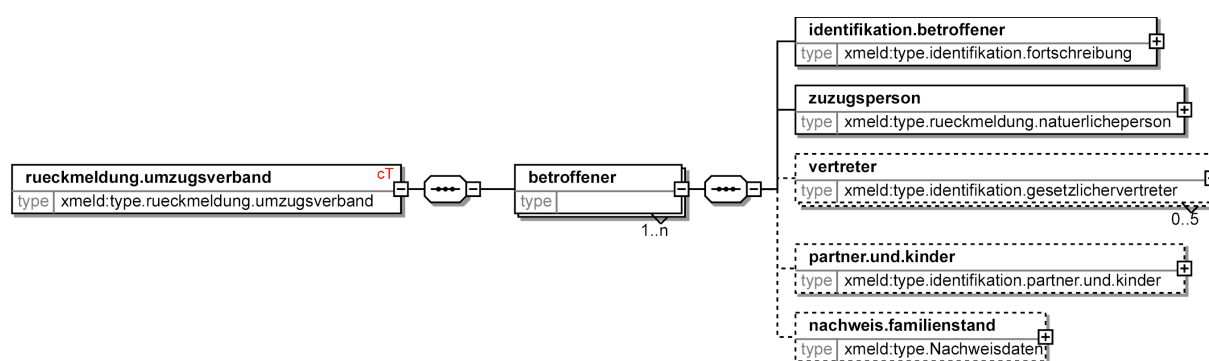 identifikation.betroffener
type xmeld:type.identifikation.fortschreibung
zuzugsperson
type xmeld:type.rueckmeldung.natuerlicheperson
rueckmeldung.umzugsverband cT
type xmeld:type.rueckmeldung.umzugsverband
betroffener
type
1..n
vertreter
type xmeld:type.identifikation.gesetzlichervertreter
0..5
partner.und.kinder
type xmeld:type.identifikation.partner.und.kinder
nachweis.familienstand
type xmeld:type.Nachweisdaten